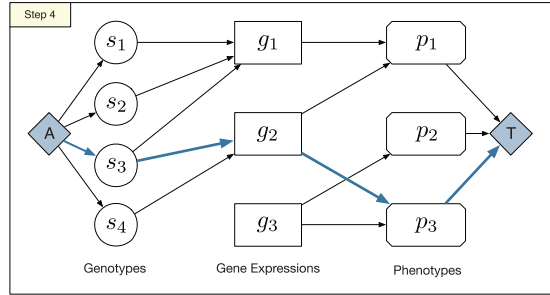 Step 4
s1 g1 p1
s2
A g2 p2 T
s3
s4 g3 p3
Genotypes Gene Expressions Phenotypes